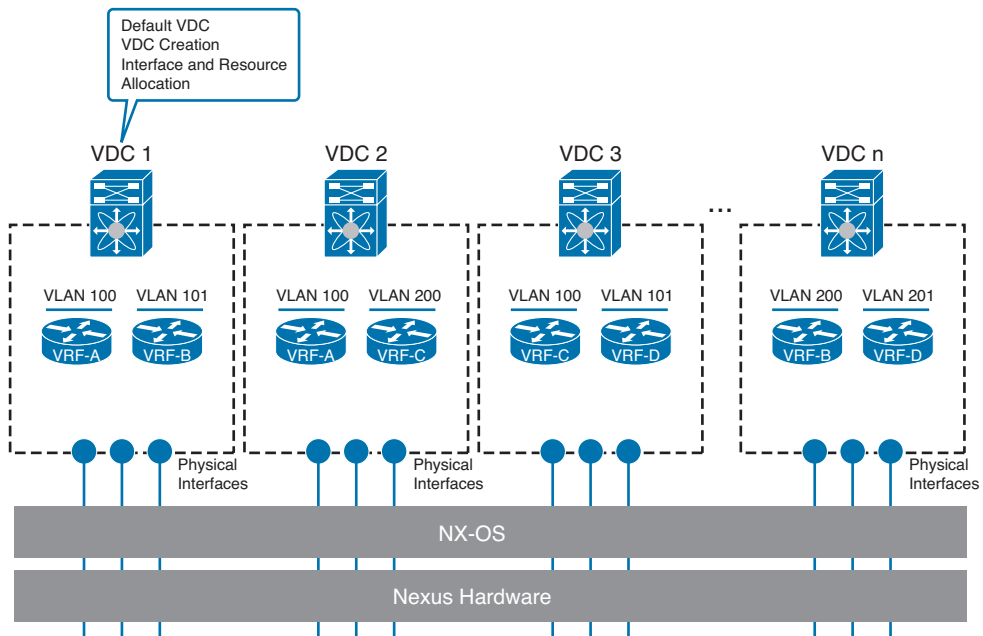 Default VDC
VDC Creation
Interface and Resource
Allocation
VDC 1
VDC 2
VDC 3
VDC n
...
VLAN 100
VLAN 101
VLAN 100
VLAN 200
VLAN 100
VLAN 101
VLAN 200
VLAN 201
VRF-A
VRF-B
VRF-A
VRF-C
VRF-C
VRF-D
VRF-B
VRF-D
Physical
Interfaces
Physical
Interfaces
Physical
Interfaces
NX-OS
Nexus Hardware